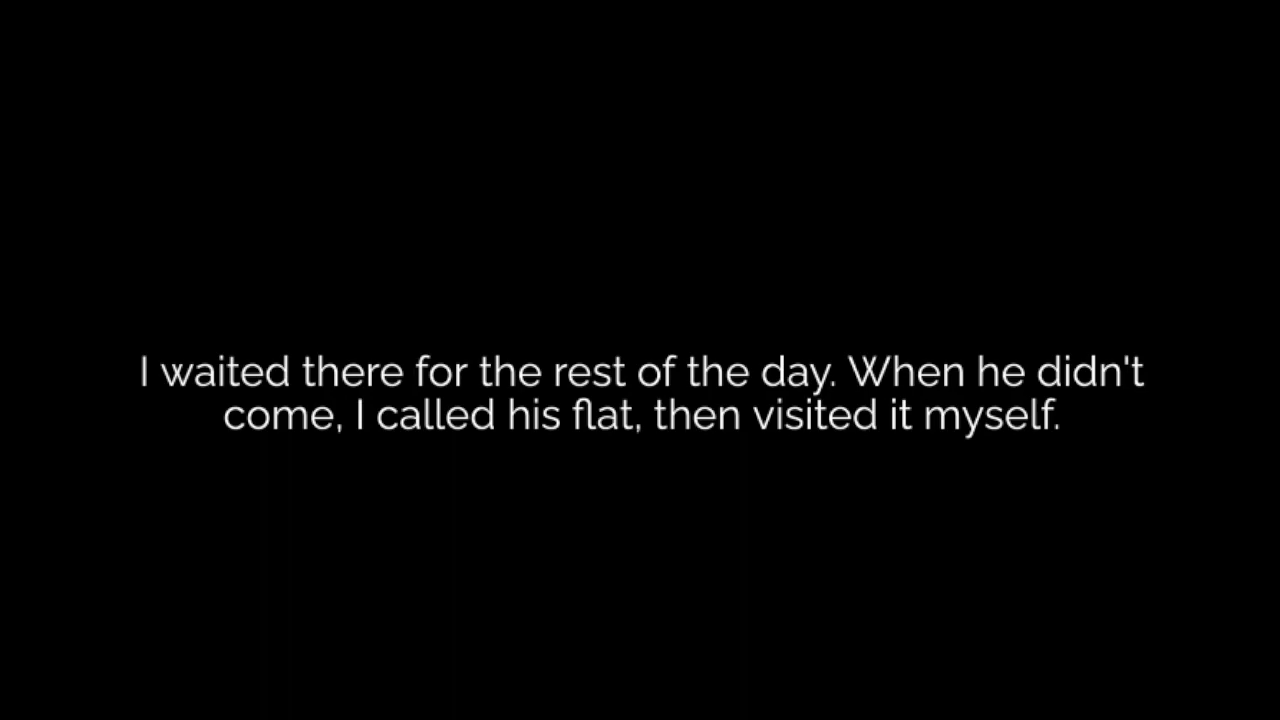 I waited there for the rest of the day. When he didn't
come, I called his flat, then visited it myself.